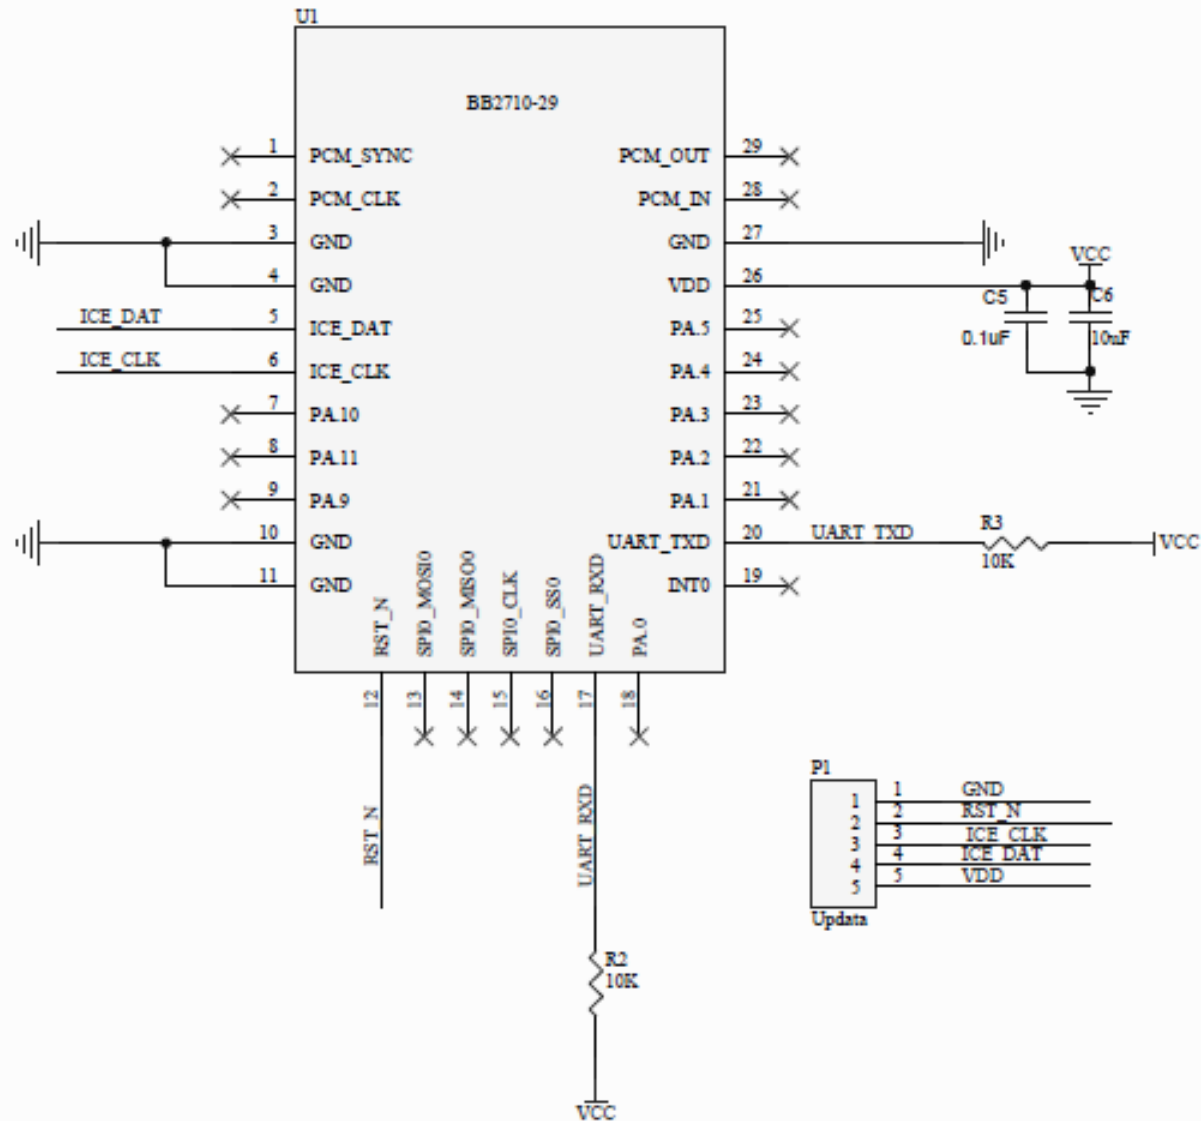 U1
BB2710-29
1 PCM_SYNC PCM_OUT 29
2 PCM_CLK PCM_IN 28
3 GND GND 27
VCC
4 GND VDD 26
C5 C6
ICE_DAT 5 ICE_DAT PA.5 25
0.1uF 10uF
ICE_CLK 6 ICE_CLK PA.4 24
7 PA.10 PA.3 23
8 PA.11 PA.2 22
9 PA.9 PA.1 21
10 GND UART_TXD 20 UART_TXD R3 VCC
10K
11 GND INT0 19
RST_N SPI0_MOSI0 SPI0_MISO0 SPI0_CLK SPI0_SS0 UART_RXD PA.0
12 13 14 15 16 17 18
RST_N UART_RXD
P1
1 1 GND
2 2 RST_N
3 3 ICE_CLK
4 4 ICE_DAT
5 5 VDD
Updata
R2
10K
VCC